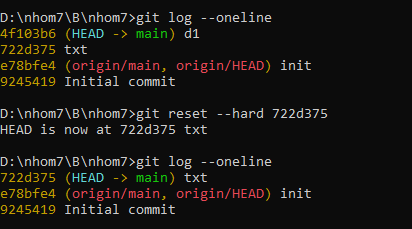 D:\nhom7\B\nhom7>git log --oneline
4f103b6 (HEAD -> main) d1
722d375 txt
e78bfe4 (origin/main, origin/HEAD) init
9245419 Initial commit
D:\nhom7\B\nhom7>git reset --hard 722d375
HEAD is now at 722d375 txt
D:\nhom7\B\nhom7>git log --oneline
722d375 (HEAD -> main) txt
e78bfe4 (origin/main, origin/HEAD) init
9245419 Initial commit